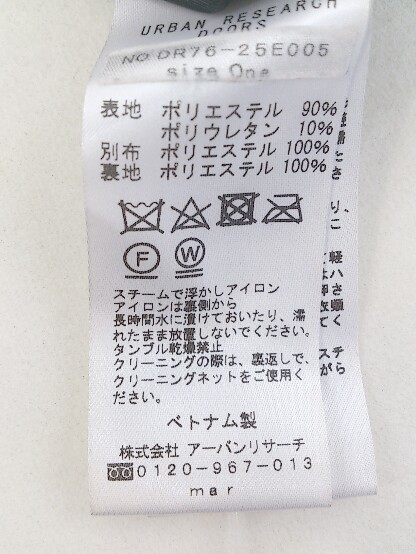 URBAN RESEARCH
DOORS
NO.DR76-25E005
size One
表地 ポリエステル 90%
ポリウレタン 10%
別布 ポリエステル 100%
裏地 ポリエステル 100%
F W
スチームで浮かしアイロン
アイロンは裏側から
長時間水に漬けておいたり、濡
れたまま放置しないでください。
タンブル乾燥禁止
クリーニングの際は、裏返しで、
クリーニングネットをご使用く
ださい。
ベトナム製
株式会社 アーバンリサーチ
0120-967-013
mar